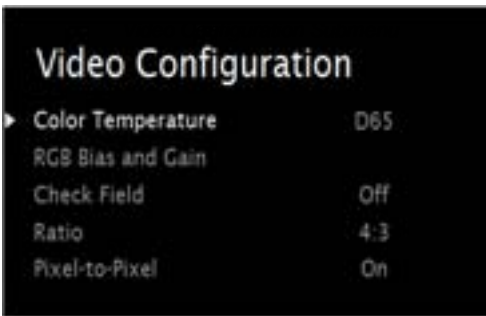 Video Configuration
Color Temperature D65
RGB Bias and Gain
Check Field Off
Ratio 4:3
Pixel-to-Pixel On